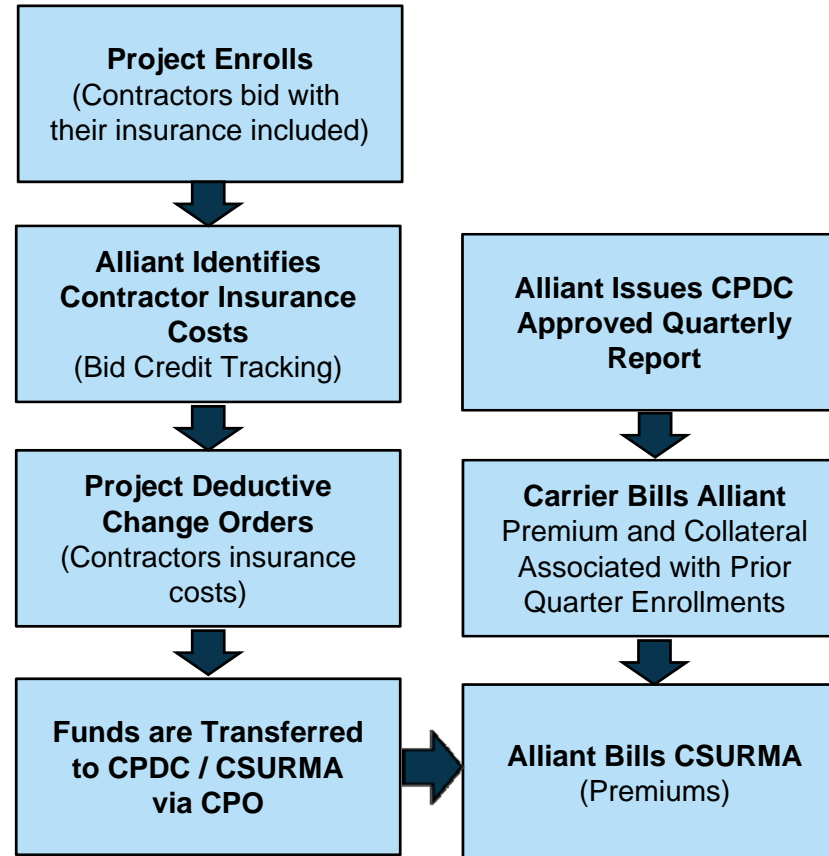 Project Enrolls
(Contractors bid with
their insurance included)
Alliant Identifies
Contractor Insurance
Costs
(Bid Credit Tracking)
Project Deductive
Change Orders
(Contractors insurance
costs)
Funds are Transferred
to CPDC / CSURMA
via CPO
Alliant Issues CPDC
Approved Quarterly
Report
Carrier Bills Alliant
Premium and Collateral
Associated with Prior
Quarter Enrollments
Alliant Bills CSURMA
(Premiums)